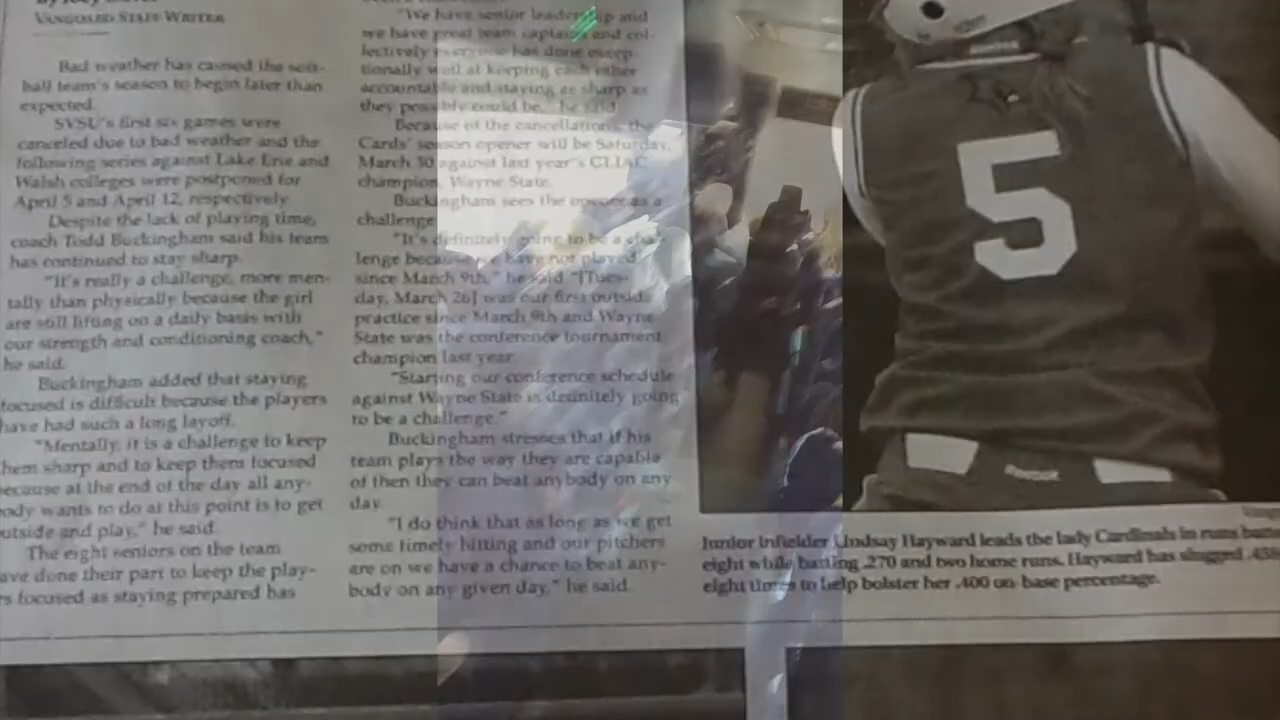 VANGUARD STAFF WRITER
Bad weather has caused the soft-
ball team's season to begin later than
expected.
SVSU's first six games were
canceled due to bad weather and the
following series against Lake Erie and
Walsh colleges were postponed for
April 5 and April 12, respectively.
Despite the lack of playing time,
coach Todd Buckingham said his team
has continued to stay sharp.
"It's really a challenge, more men-
tally than physically because the girl
are still lifting on a daily basis with
our strength and conditioning coach,"
he said.
Buckingham added that staying
focused is difficult because the players
have had such a long layoff.
"Mentally, it is a challenge to keep
hem sharp and to keep them focused
ecause at the end of the day all any-
ody wants to do at this point is to get
utside and play," he said.
The eight seniors on the team
ave done their part to keep the play-
rs focused as staying prepared has
"We have senior leadership and
we have great team captains and col-
lectively everyone has done excep-
tionally well at keeping each other
accountable and staying as sharp as
they possibly could be," he said.
Because of the cancellations, the
Cards' season opener will be Saturday,
March 30 against last year's GLIAC
champion, Wayne State.
Buckingham sees the opener as a
challenge
"It's definitely going to be a cha
lenge because we have not played
since March 9th," he said. "[Tues-
day, March 26] was our first outside
practice since March 9th and Wayne
State was the conference tournament
champion last year.
"Starting our conference schedule
against Wayne State is definitely going
to be a challenge."
Buckingham stresses that if his
team plays the way they are capable
of then they can beat anybody on any
day.
"I do think that as long as we get
some timely hitting and our pitchers
are on we have a chance to beat any-
body on any given day," he said.
5
Reebok
Junior infielder Lindsay Hayward leads the lady Cardinals in runs batt
eight while batting .270 and two home runs. Hayward has slugged .459
eight times to help bolster her .400 on-base percentage.